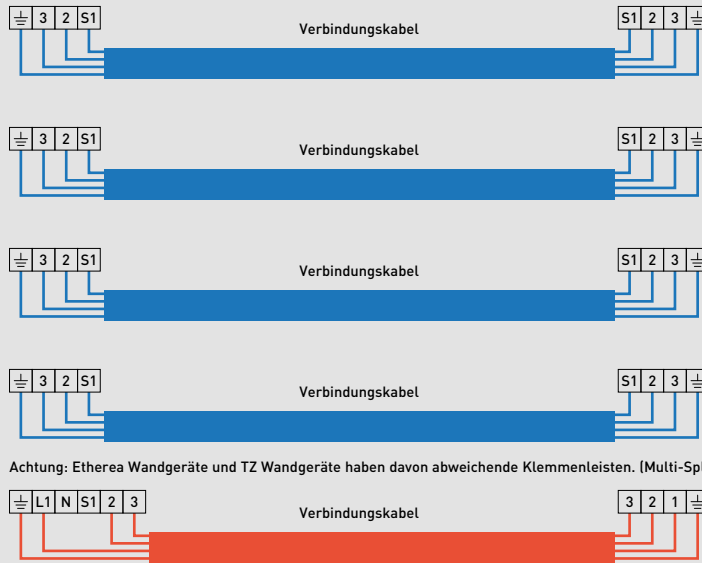 3 2 S1 Verbindungskabel S1 2 3
3 2 S1 Verbindungskabel S1 2 3
3 2 S1 Verbindungskabel S1 2 3
3 2 S1 Verbindungskabel S1 2 3
Achtung: Etherea Wandgeräte und TZ Wandgeräte haben davon abweichende Klemmenleisten.
L1 N S1 2 3 Verbindungskabel 3 2 1